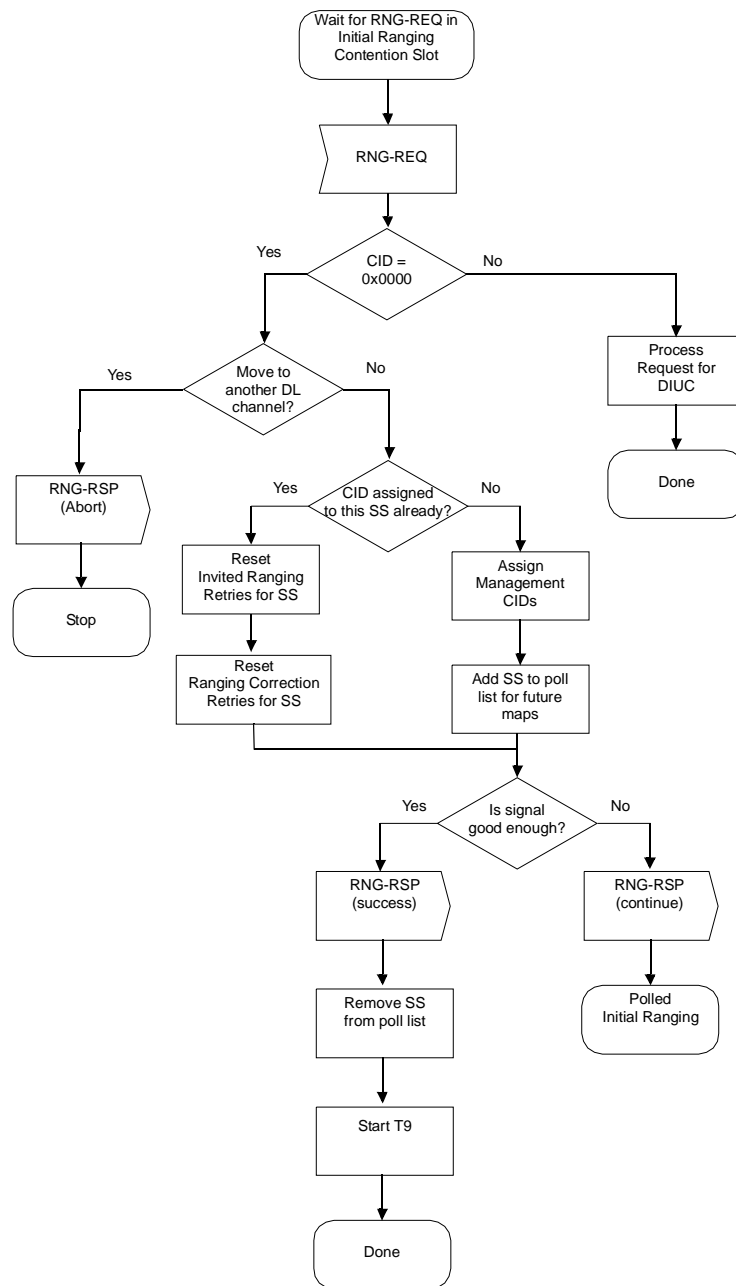 Wait for RNG-REQ in
Initial Ranging
Contention Slot
RNG-REQ
Yes
CID =
0x0000
No
Yes
Move to
another DL
channel?
No
Process
Request for
DIUC
RNG-RSP
(Abort)
Yes
CID assigned
to this SS already?
No
Done
Stop
Reset
Invited Ranging
Retries for SS
Assign
Management
CIDs
Reset
Ranging Correction
Retries for SS
Add SS to poll
list for future
maps
Yes
Is signal
good enough?
No
RNG-RSP
(success)
RNG-RSP
(continue)
Remove SS
from poll list
Polled
Initial Ranging
Start T9
Done